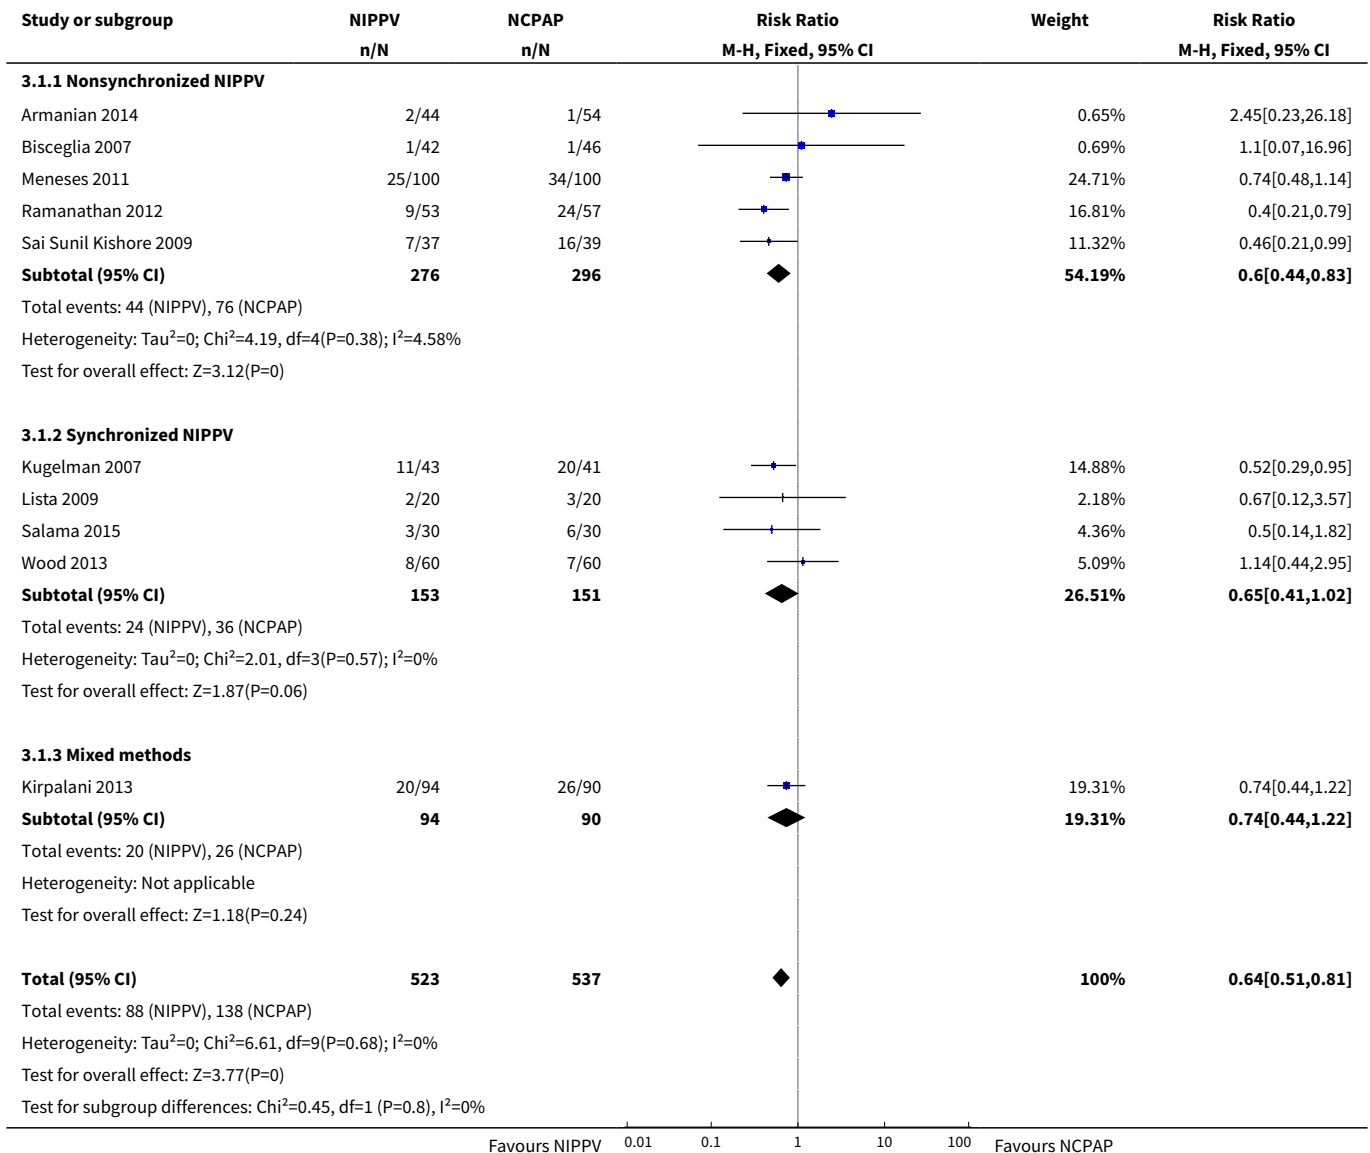 Study or subgroup NIPPV NCPAP Risk Ratio Weight Risk Ratio
n/N n/N M-H, Fixed, 95% CI M-H, Fixed, 95% CI
3.1.1 Nonsynchronized NIPPV
Armanian 2014 2/44 1/54 0.65% 2.45[0.23,26.18]
Bisceglia 2007 1/42 1/46 0.69% 1.1[0.07,16.96]
Meneses 2011 25/100 34/100 24.71% 0.74[0.48,1.14]
Ramanathan 2012 9/53 24/57 16.81% 0.4[0.21,0.79]
Sai Sunil Kishore 2009 7/37 16/39 11.32% 0.46[0.21,0.99]
Subtotal (95% CI) 276 296 54.19% 0.6[0.44,0.83]
Total events: 44 (NIPPV), 76 (NCPAP)
Heterogeneity: Tau²=0; Chi²=4.19, df=4(P=0.38); I²=4.58%
Test for overall effect: Z=3.12(P=0)
3.1.2 Synchronized NIPPV
Kugelman 2007 11/43 20/41 14.88% 0.52[0.29,0.95]
Lista 2009 2/20 3/20 2.18% 0.67[0.12,3.57]
Salama 2015 3/30 6/30 4.36% 0.5[0.14,1.82]
Wood 2013 8/60 7/60 5.09% 1.14[0.44,2.95]
Subtotal (95% CI) 153 151 26.51% 0.65[0.41,1.02]
Total events: 24 (NIPPV), 36 (NCPAP)
Heterogeneity: Tau²=0; Chi²=2.01, df=3(P=0.57); I²=0%
Test for overall effect: Z=1.87(P=0.06)
3.1.3 Mixed methods
Kirpalani 2013 20/94 26/90 19.31% 0.74[0.44,1.22]
Subtotal (95% CI) 94 90 19.31% 0.74[0.44,1.22]
Total events: 20 (NIPPV), 26 (NCPAP)
Heterogeneity: Not applicable
Test for overall effect: Z=1.18(P=0.24)
Total (95% CI) 523 537 100% 0.64[0.51,0.81]
Total events: 88 (NIPPV), 138 (NCPAP)
Heterogeneity: Tau²=0; Chi²=6.61, df=9(P=0.68); I²=0%
Test for overall effect: Z=3.77(P=0)
Test for subgroup differences: Chi²=0.45, df=1 (P=0.8), I²=0%
Favours NIPPV 0.01 0.1 1 10 100 Favours NCPAP